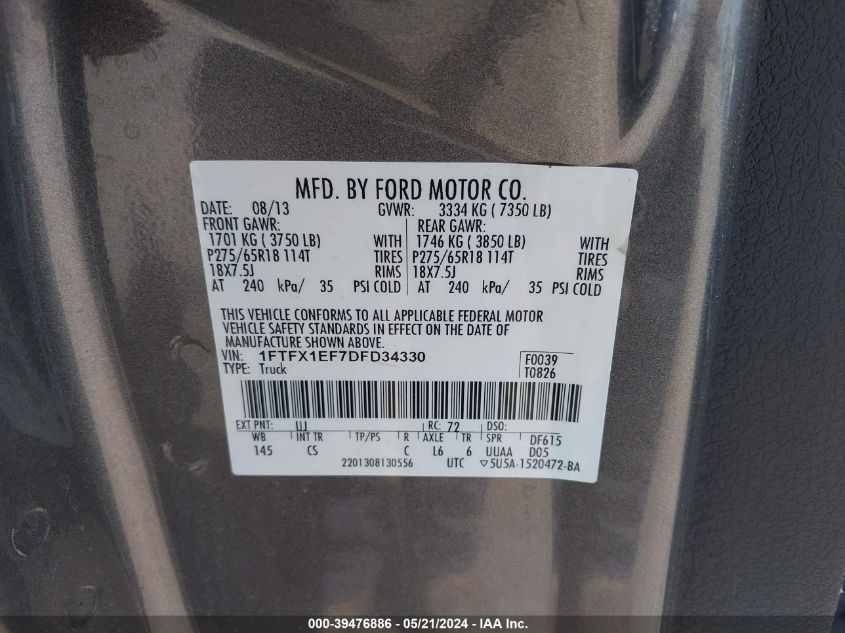 MFD. BY FORD MOTOR CO.
DATE: 08/13 GVWR: 3334 KG ( 7350 LB)
FRONT GAWR: REAR GAWR:
1701 KG ( 3750 LB) WITH 1746 KG ( 3850 LB) WITH
P275/65R18 114T TIRES P275/65R18 114T TIRES
18X7.5J RIMS 18X7.5J RIMS
AT 240 kPa/ 35 PSI COLD AT 240 kPa/ 35 PSI COLD
THIS VEHICLE CONFORMS TO ALL APPLICABLE FEDERAL MOTOR
VEHICLE SAFETY STANDARDS IN EFFECT ON THE DATE OF
MANUFACTURE SHOWN ABOVE.
VIN: 1FTFX1EF7DFD34330 F0039
TYPE: Truck T0826
EXT PNT: UJ RC: 72 DSO:
WB INT TR TP/PS R AXLE TR SPR DF615
145 CS C L6 6 UUAA D05
2201308130556 UTC ▽5U5A-1520472-BA
000-39476886 - 05/21/2024 - IAA Inc.